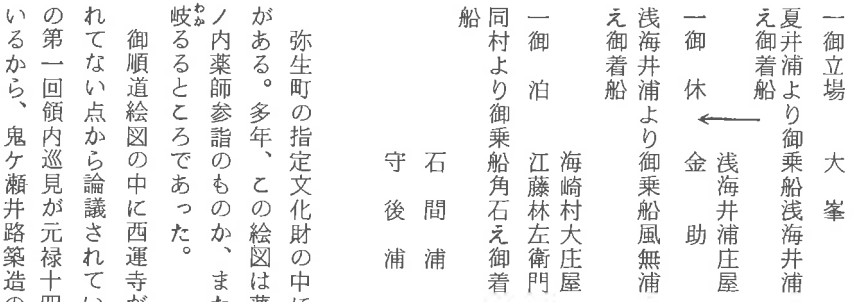 一御立場　大　峯
夏井浦より御乗船浅海井浦
え御着船
浅海井浦庄屋
一御　休　金　助
浅海井浦より御乗船風無浦
え御着船
海崎村大庄屋
一御　泊　江藤林左衛門
同村より御乗船角石え御着
船
石間浦
守後浦
弥生町の指定文化財の中に
がある。多年、この絵図は藩
ノ内薬師参詣のものか、また
岐るるところであった。
わか
御順道絵図の中に西運寺が
れてない点から論議されてい
の第一回領内巡見が元禄十四
いるから、鬼ケ瀬井路築造の